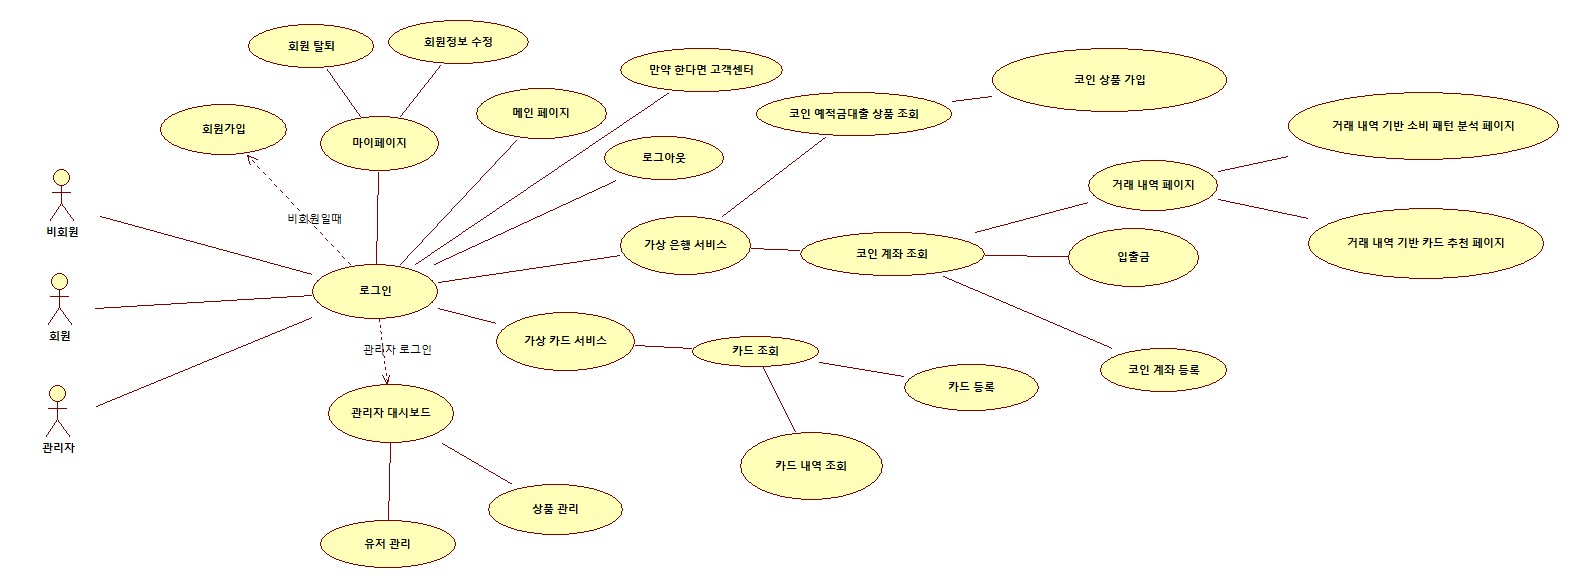 회원 탈퇴
회원정보 수정
만약 한다면 고객센터
코인 상품 가입
회원가입
마이페이지
메인 페이지
코인 예적금대출 상품 조회
거래 내역 기반 소비 패턴 분석 페이지
로그아웃
거래 내역 페이지
비회원일때
비회원
가상 은행 서비스
코인 계좌 조회
입출금
거래 내역 기반 카드 추천 페이지
로그인
회원
관리자 로그인
가상 카드 서비스
카드 조회
코인 계좌 등록
카드 등록
관리자 대시보드
관리자
카드 내역 조회
상품 관리
유저 관리